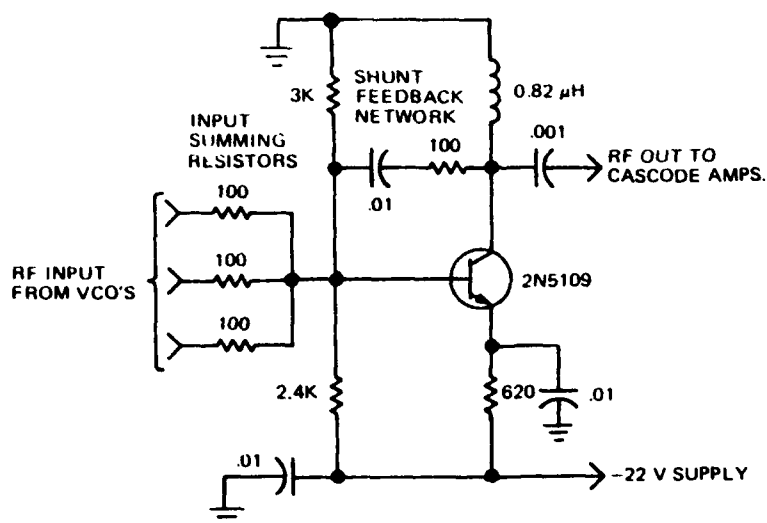 3K
SHUNT
FEEDBACK
NETWORK
0.82 µH
INPUT
SUMMING
RESISTORS
100
.001
RF OUT TO
CASCODE AMPS.
.01
100
RF INPUT
FROM VCO'S
100
100
2N5109
2.4K
620
.01
.01
−22 V SUPPLY